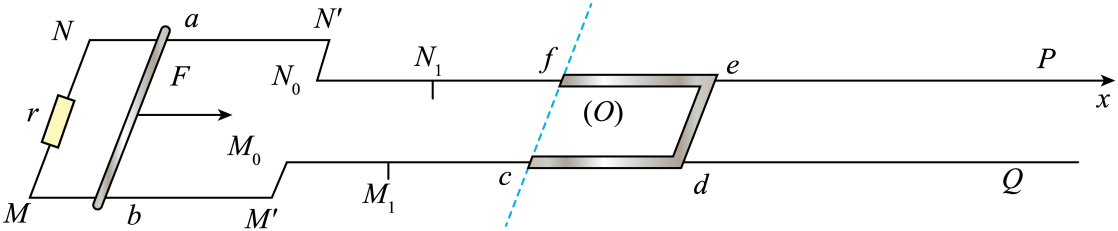 N a N′
r F N₀ N₁ f e P
(O) x
M₀
M b M′ M₁ c d Q